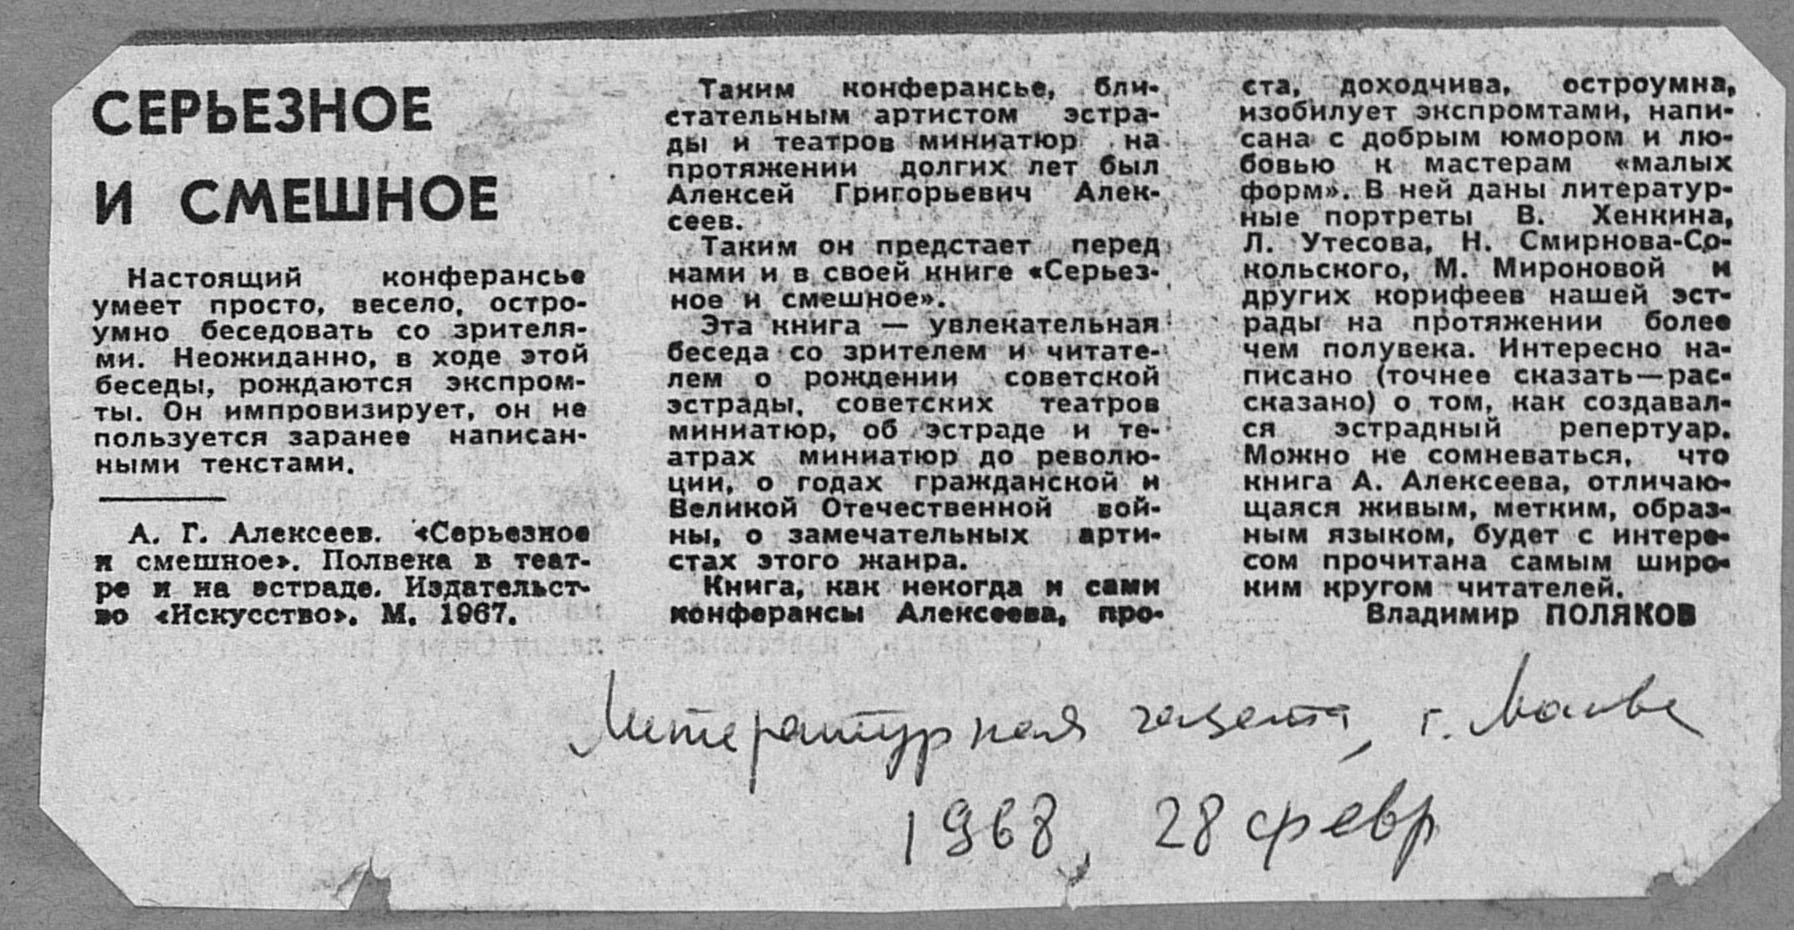 СЕРЬЕЗНОЕ
И СМЕШНОЕ
Настоящий конферансье
умеет просто, весело, остро-
умно беседовать со зрителя-
ми. Неожиданно, в ходе этой
беседы, рождаются экспром-
ты. Он импровизирует, он не
пользуется заранее написан-
ными текстами.
А. Г. Алексеев. «Серьезное
и смешное». Полвека в теат-
ре и на эстраде. Издательст-
во «Искусство». М. 1967.
Таким конферансье, бли-
стательным артистом эстра-
ды и театров миниатюр на
протяжении долгих лет был
Алексей Григорьевич Алек-
сеев.
Таким он предстает перед
нами и в своей книге «Серьез-
ное и смешное».
Эта книга — увлекательная
беседа со зрителем и читате-
лем о рождении советской
эстрады, советских театров
миниатюр, об эстраде и те-
атрах миниатюр до револю-
ции, о годах гражданской и
Великой Отечественной вой-
ны, о замечательных арти-
стах этого жанра.
Книга, как некогда и сами
конферансы Алексеева, про-
ста, доходчива, остроумна,
изобилует экспромтами, напи-
сана с добрым юмором и лю-
бовью к мастерам «малых
форм». В ней даны литератур-
ные портреты В. Хенкина,
Л. Утесова, Н. Смирнова-Со-
кольского, М. Мироновой и
других корифеев нашей эст-
рады на протяжении более
чем полувека. Интересно на-
писано (точнее сказать—рас-
сказано) о том, как создавал-
ся эстрадный репертуар.
Можно не сомневаться, что
книга А. Алексеева, отличаю-
щаяся живым, метким, образ-
ным языком, будет с интере-
сом прочитана самым широ-
ким кругом читателей.
Владимир ПОЛЯКОВ
Литературная газета, г. Москва
1968, 28 февр